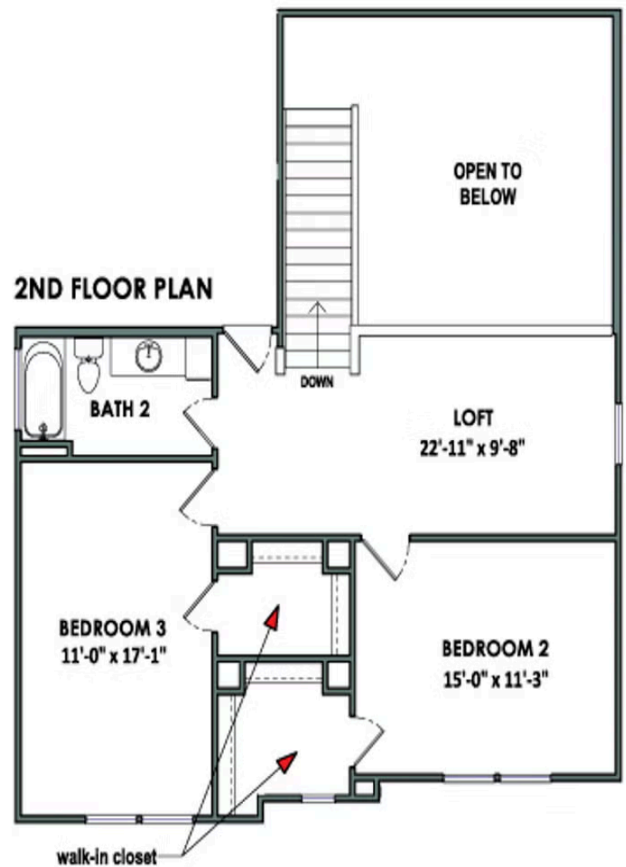 OPEN TO
BELOW
2ND FLOOR PLAN
DOWN
BATH 2
LOFT
22'-11" x 9'-8"
BEDROOM 3
11'-0" x 17'-1"
BEDROOM 2
15'-0" x 11'-3"
walk-in closet